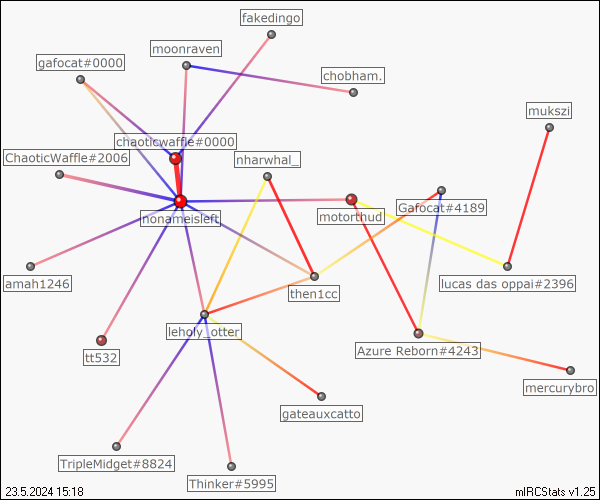 fakedingo
moonraven
gafocat#0000
chobham.
mukszi
chaoticwaffle#0000
ChaoticWaffle#2006
nharwhal_
nonameisleft
motorthud
Gafocat#4189
amah1246
then1cc
lucas das oppai#2396
leholy_otter
tt532
Azure Reborn#4243
mercurybro
gateauxcatto
TripleMidget#8824
Thinker#5995
23.5.2024 15:18
mIRCStats v1.25